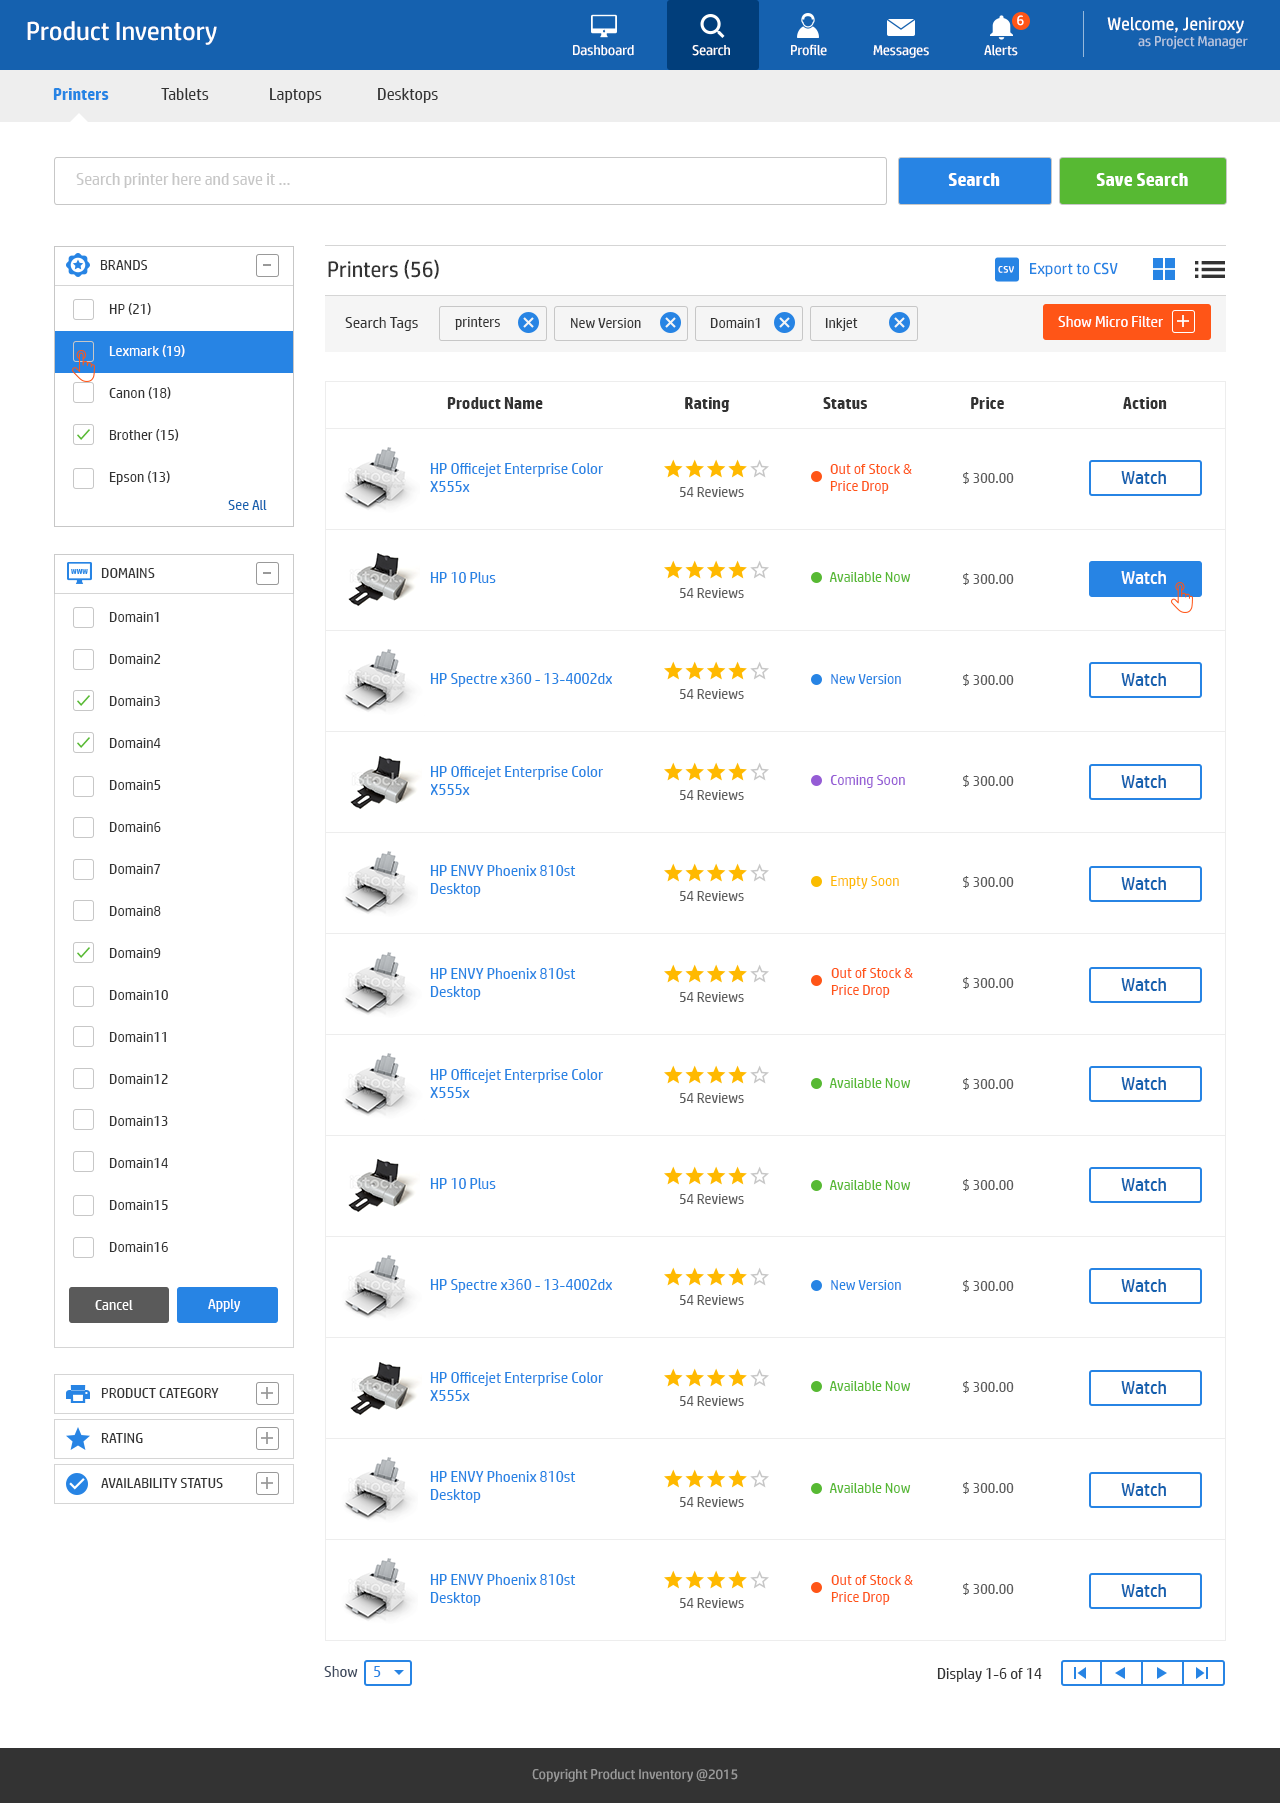 Product Inventory
Dashboard
Search
Profile
Messages
6
Alerts
Welcome, Jeniroxy
as Project Manager
Printers
Tablets
Laptops
Desktops
Search printer here and save it ...
Search
Save Search
BRANDS
HP (21)
Lexmark (19)
Canon (18)
Brother (15)
Epson (13)
See All
www
DOMAINS
Domain1
Domain2
Domain3
Domain4
Domain5
Domain6
Domain7
Domain8
Domain9
Domain10
Domain11
Domain12
Domain13
Domain14
Domain15
Domain16
Cancel
Apply
PRODUCT CATEGORY
RATING
AVAILABILITY STATUS
Printers (56)
CSV
Export to CSV
Search Tags
printers
New Version
Domain1
Inkjet
Show Micro Filter
Product Name
Rating
Status
Price
Action
HP Officejet Enterprise Color
X555x
54 Reviews
Out of Stock &
Price Drop
$ 300.00
Watch
HP 10 Plus
54 Reviews
Available Now
$ 300.00
Watch
HP Spectre x360 - 13-4002dx
54 Reviews
New Version
$ 300.00
Watch
HP Officejet Enterprise Color
X555x
54 Reviews
Coming Soon
$ 300.00
Watch
HP ENVY Phoenix 810st
Desktop
54 Reviews
Empty Soon
$ 300.00
Watch
HP ENVY Phoenix 810st
Desktop
54 Reviews
Out of Stock &
Price Drop
$ 300.00
Watch
HP Officejet Enterprise Color
X555x
54 Reviews
Available Now
$ 300.00
Watch
HP 10 Plus
54 Reviews
Available Now
$ 300.00
Watch
HP Spectre x360 - 13-4002dx
54 Reviews
New Version
$ 300.00
Watch
HP Officejet Enterprise Color
X555x
54 Reviews
Available Now
$ 300.00
Watch
HP ENVY Phoenix 810st
Desktop
54 Reviews
Available Now
$ 300.00
Watch
HP ENVY Phoenix 810st
Desktop
54 Reviews
Out of Stock &
Price Drop
$ 300.00
Watch
Show
5
Display 1-6 of 14
Copyright Product Inventory @2015